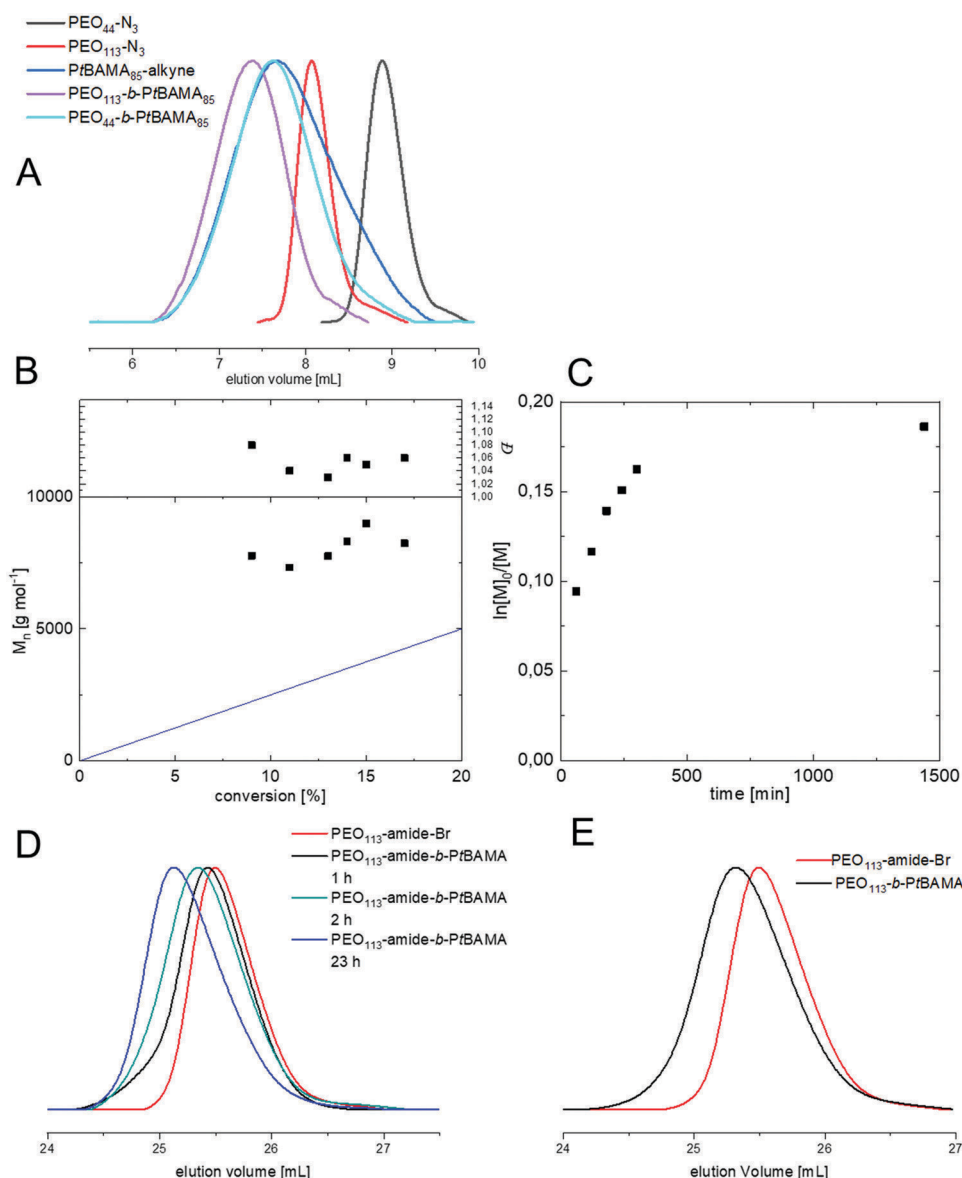 PEO44-N3
PEO113-N3
PtBAMA85-alkyne
PEO113-b-PtBAMA85
PEO44-b-PtBAMA85
A
6 7 8 9 10
elution volume [mL]
B
1,14
1,12
1,10
1,08
1,06
1,04
1,02
1,00
Đ
10000
5000
0
Mn [g mol-1]
0 5 10 15 20
conversion [%]
C
0,20
0,15
0,10
0,05
0,00
ln[M]0/[M]
0 500 1000 1500
time [min]
D
PEO113-amide-Br
PEO113-amide-b-PtBAMA
1 h
PEO113-amide-b-PtBAMA
2 h
PEO113-amide-b-PtBAMA
23 h
24 25 26 27
elution volume [mL]
E
PEO113-amide-Br
PEO113-b-PtBAMA
24 25 26 27
elution Volume [mL]